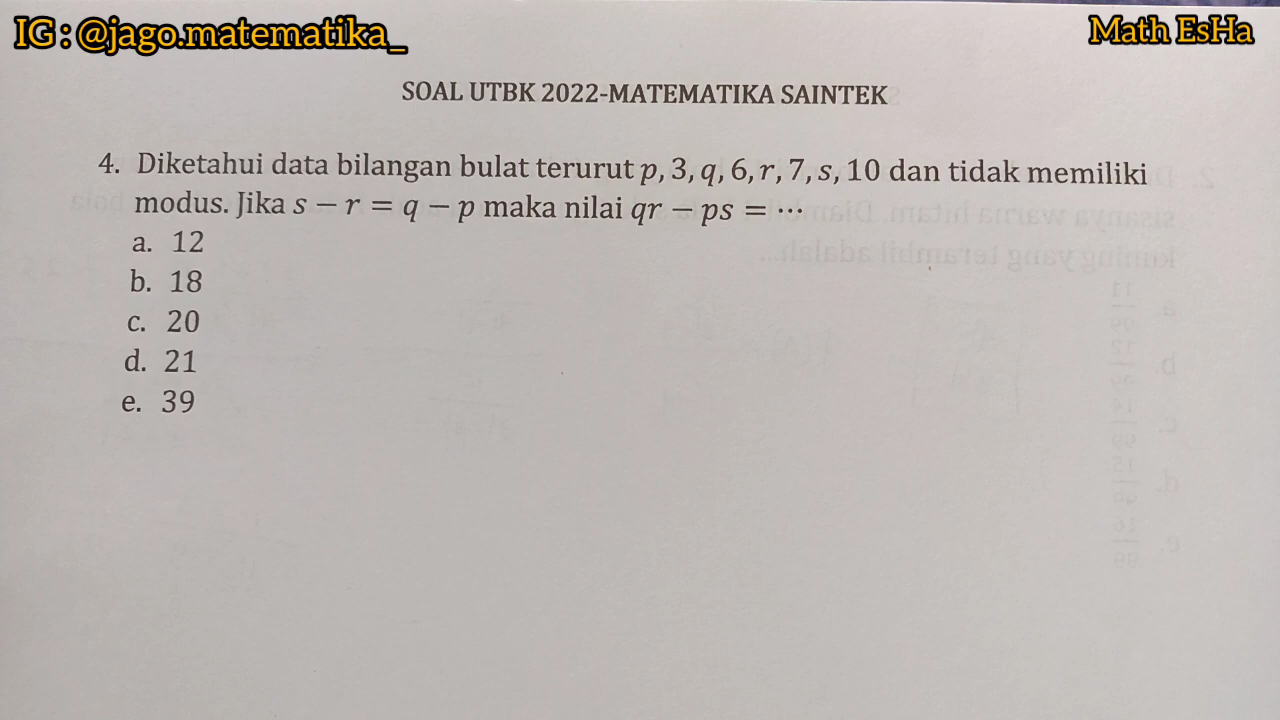 IG : @jago.matematika_
Math EsHa
SOAL UTBK 2022-MATEMATIKA SAINTEK
4. Diketahui data bilangan bulat terurut p, 3, q, 6, r, 7, s, 10 dan tidak memiliki
modus. Jika s − r = q − p maka nilai qr − ps = ⋯
a. 12
b. 18
c. 20
d. 21
e. 39